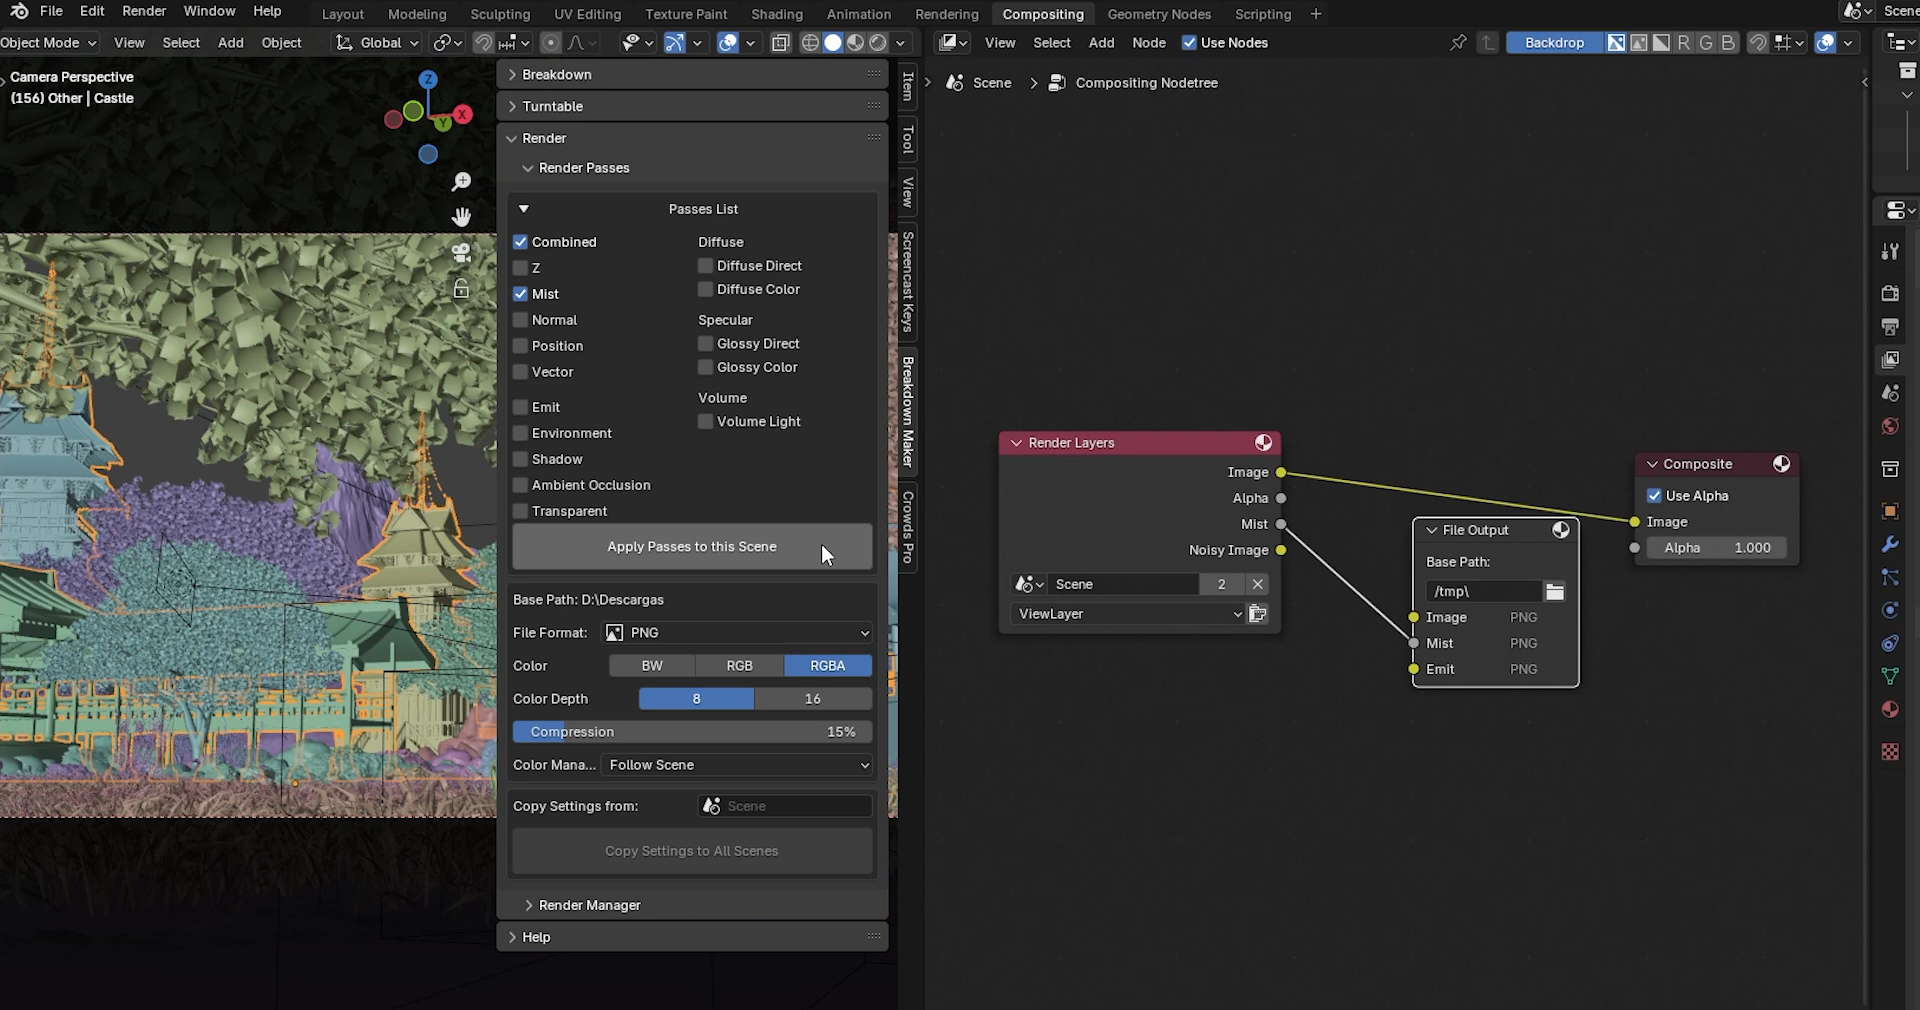 File Edit Render Window Help Layout Modeling Sculpting UV Editing Texture Paint Shading Animation Rendering Compositing Geometry Nodes Scripting + Scene
Object Mode View Select Add Object Global
View Select Add Node Use Nodes Backdrop R G B
Camera Perspective
(156) Other | Castle
Z
X
Y
Breakdown
Turntable
Render
Render Passes
Passes List
Combined
Z
Mist
Normal
Position
Vector
Emit
Environment
Shadow
Ambient Occlusion
Transparent
Diffuse
Diffuse Direct
Diffuse Color
Specular
Glossy Direct
Glossy Color
Volume
Volume Light
Apply Passes to this Scene
Base Path: D:\Descargas
File Format: PNG
Color BW RGB RGBA
Color Depth 8 16
Compression 15%
Color Mana... Follow Scene
Copy Settings from: Scene
Copy Settings to All Scenes
Render Manager
Help
Item
Tool
View
Screencast Keys
Breakdown Maker
Crowds Pro
Scene > Compositing Nodetree
Render Layers
Image
Alpha
Mist
Noisy Image
Scene 2
ViewLayer
File Output
Base Path:
/tmp\
Image PNG
Mist PNG
Emit PNG
Composite
Use Alpha
Image
Alpha 1.000